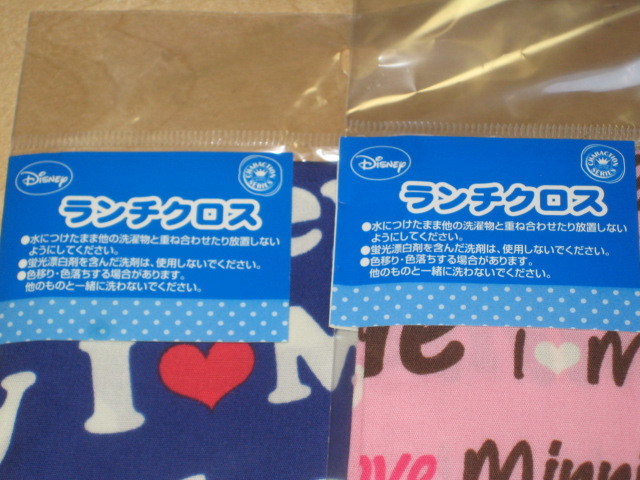 Disney
CHARACTER SERIES
ランチクロス
●水につけたまま他の洗濯物と重ね合わせたり放置しない
ようにしてください。
●蛍光漂白剤を含んだ洗剤は、使用しないでください。
●色移り・色落ちする場合があります。
他のものと一緒に洗わないでください。
I ♥ M
Disney
CHARACTER SERIES
ランチクロス
●水につけたまま他の洗濯物と重ね合わせたり放置しない
ようにしてください。
●蛍光漂白剤を含んだ洗剤は、使用しないでください。
●色移り・色落ちする場合があります。
他のものと一緒に洗わないでください。
I ♥ M
love Minni